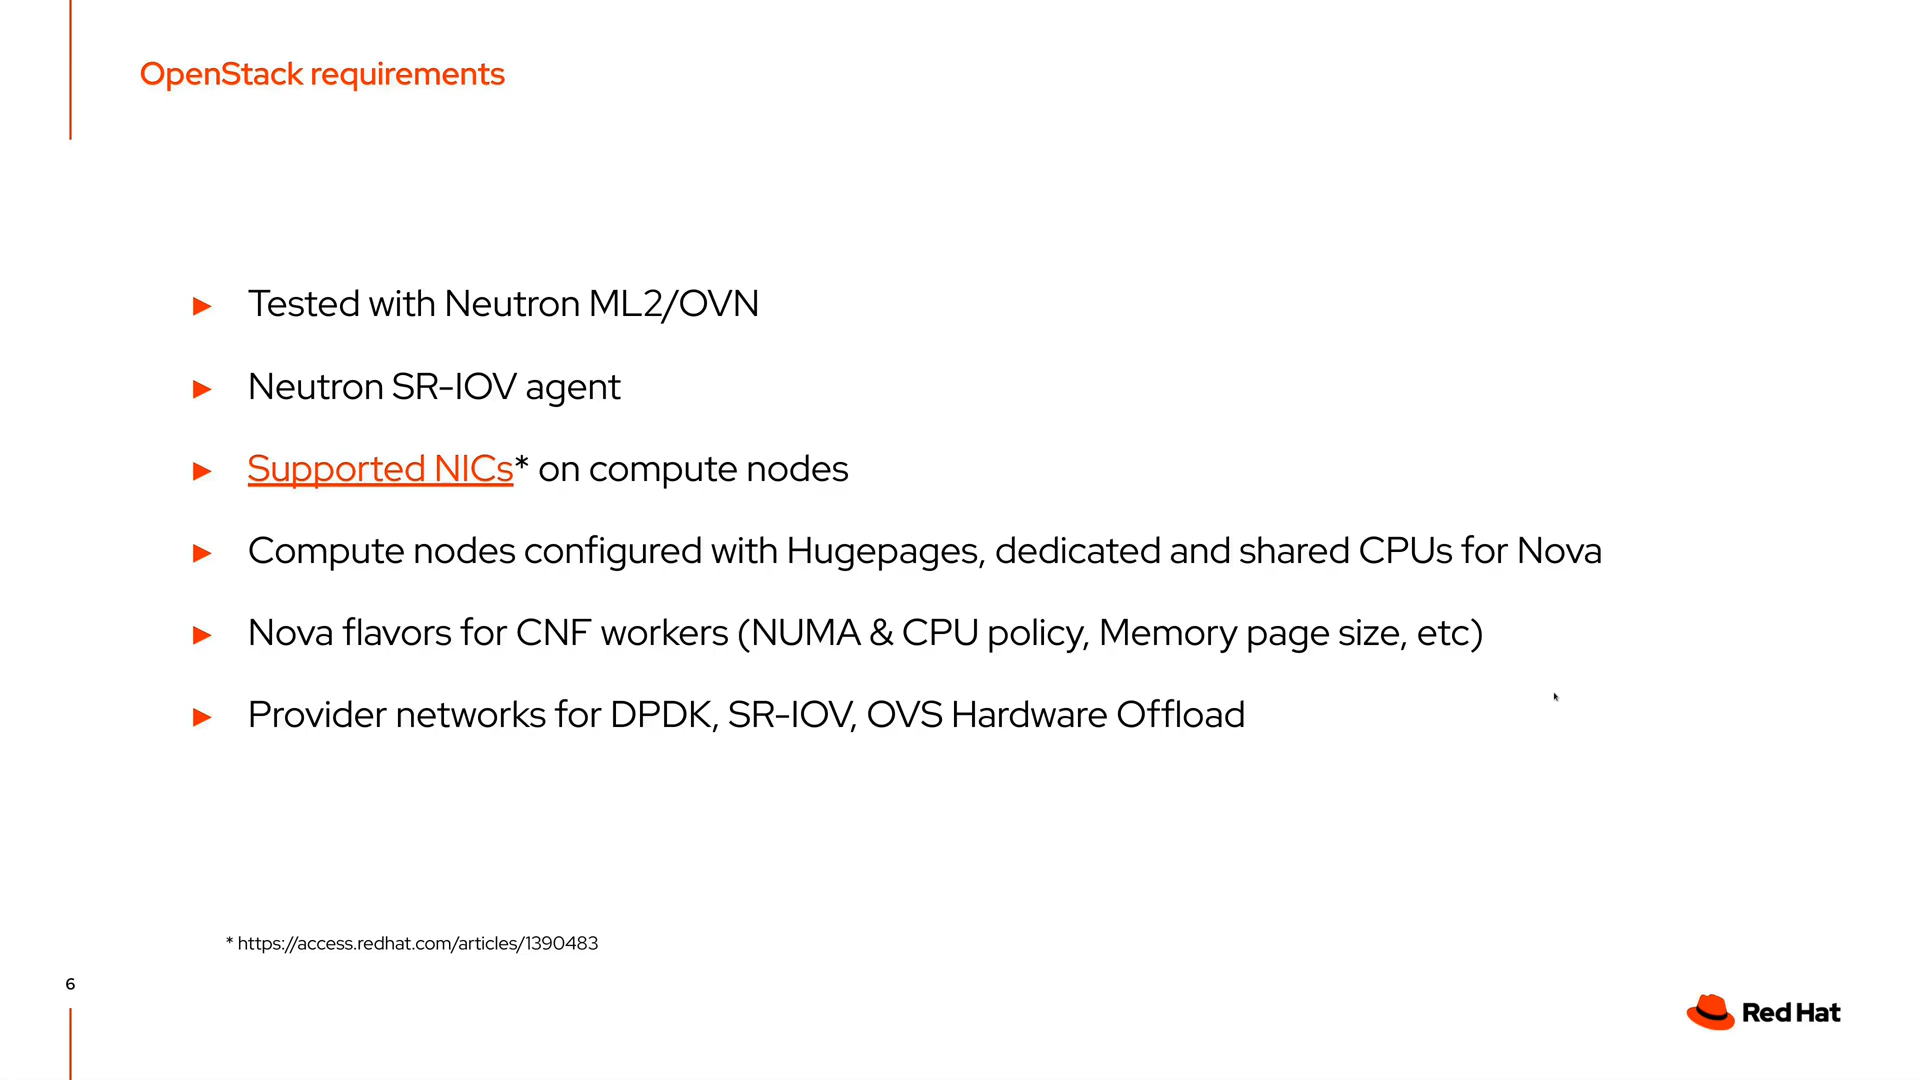 OpenStack requirements
► Tested with Neutron ML2/OVN
► Neutron SR-IOV agent
► Supported NICs* on compute nodes
► Compute nodes configured with Hugepages, dedicated and shared CPUs for Nova
► Nova flavors for CNF workers (NUMA & CPU policy, Memory page size, etc)
► Provider networks for DPDK, SR-IOV, OVS Hardware Offload
* https://access.redhat.com/articles/1390483
6
Red Hat